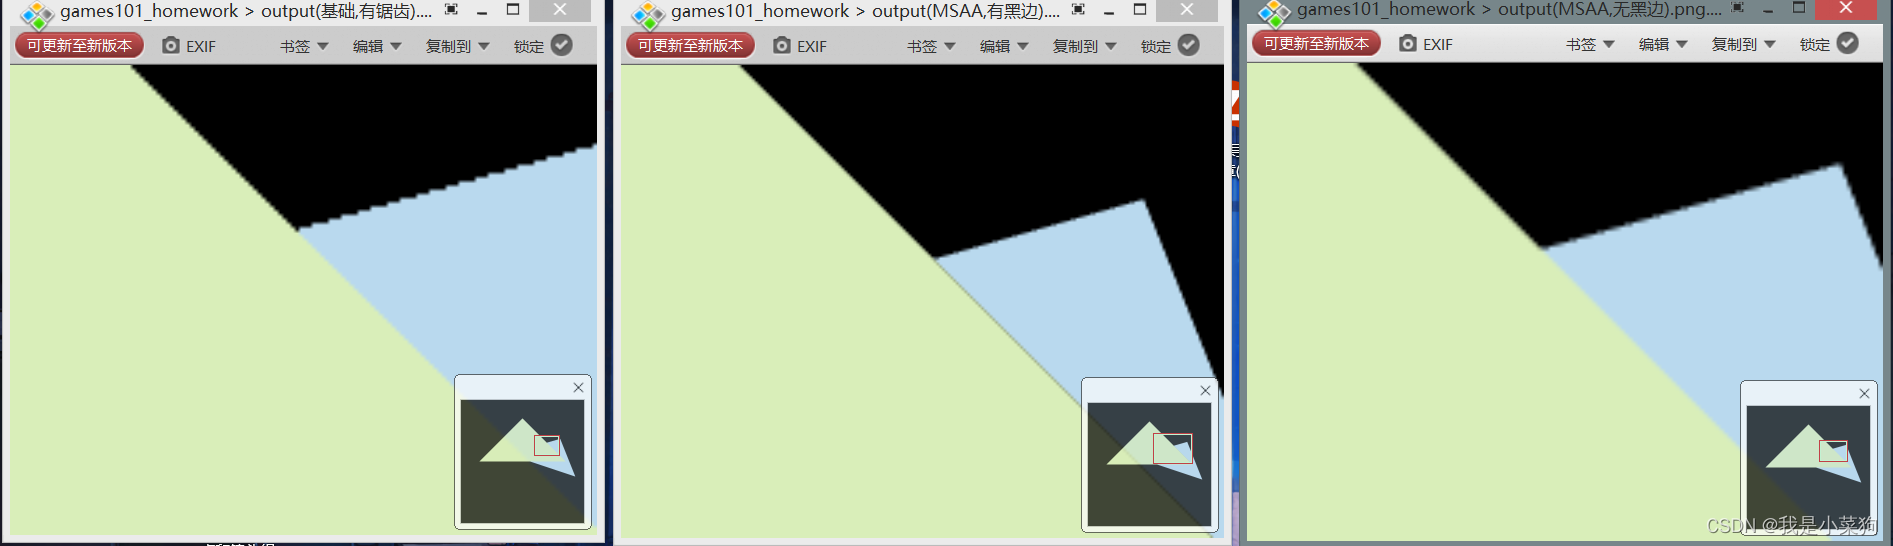 games101_homework > output(基础,有锯齿)....
可更新至新版本 EXIF 书签 编辑 复制到 锁定
games101_homework > output(MSAA,有黑边)....
可更新至新版本 EXIF 书签 编辑 复制到 锁定
games101_homework > output(MSAA,无黑边).png....
可更新至新版本 EXIF 书签 编辑 复制到 锁定
CSDN @我是小菜狗